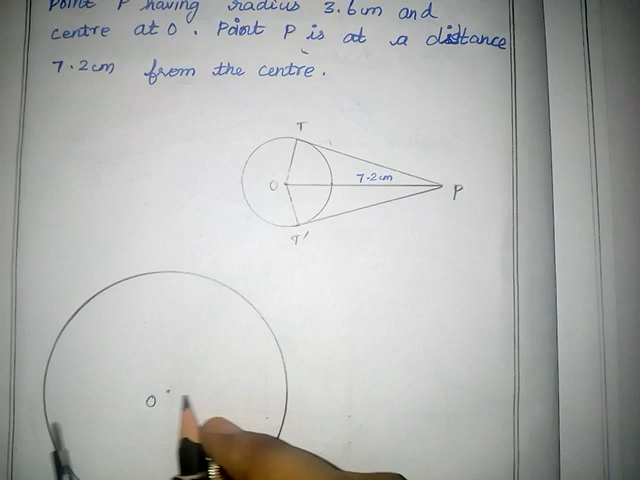 Point P having radius 3.6cm and
centre at O. Point P is at a distance
7.2cm from the centre.
T
O 7.2cm P
T'
O